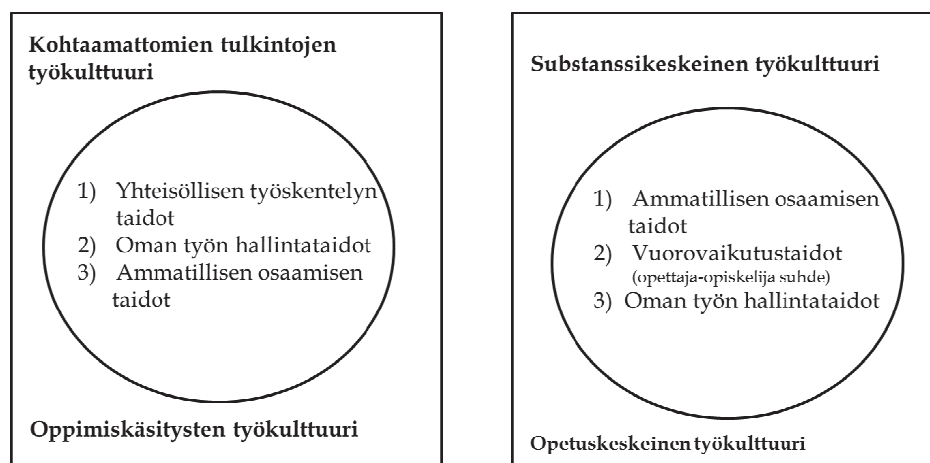 Kohtaamattomien tulkintojen
työkulttuuri
1) Yhteisöllisen työskentelyn
taidot
2) Oman työn hallintataidot
3) Ammatillisen osaamisen
taidot
Oppimiskäsitysten työkulttuuri
Substanssikeskeinen työkulttuuri
1) Ammatillisen osaamisen
taidot
2) Vuorovaikutustaidot
(opettaja-opiskelija suhde)
3) Oman työn hallintataidot
Opetuskeskeinen työkulttuuri